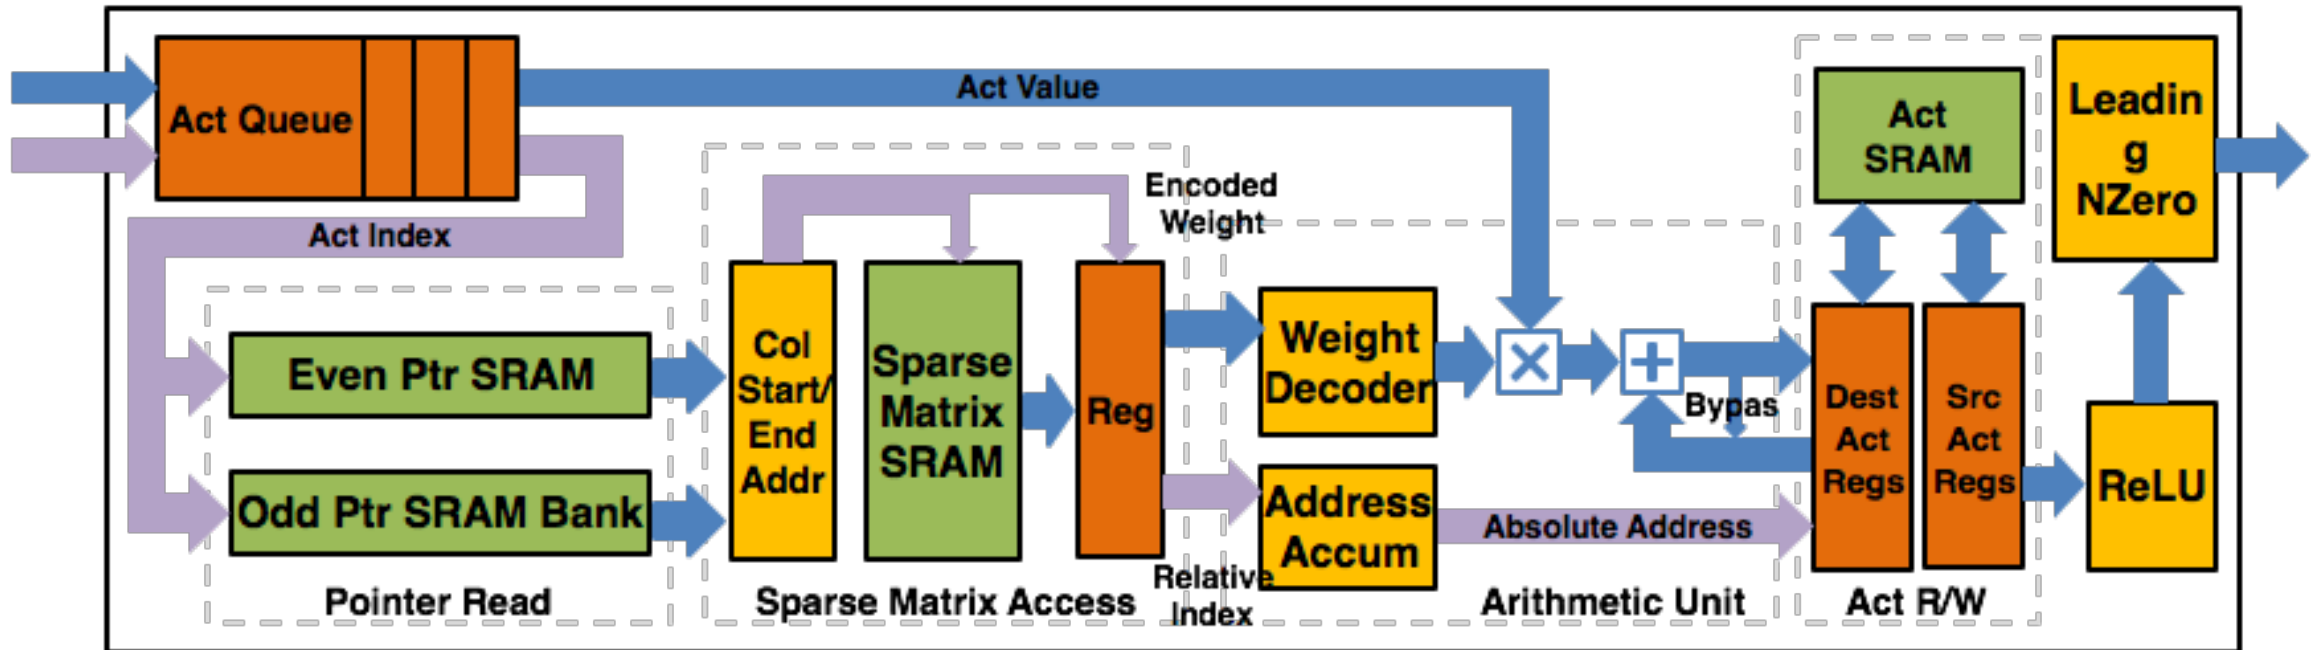 Act Queue
Act Value
Act Index
Even Ptr SRAM
Odd Ptr SRAM Bank
Pointer Read
Col
Start/
End
Addr
Sparse
Matrix
SRAM
Reg
Sparse Matrix Access
Encoded
Weight
Relative
Index
Weight
Decoder
Address
Accum
Bypas
Absolute Address
Arithmetic Unit
Act
SRAM
Dest
Act
Regs
Src
Act
Regs
Act R/W
Leadin
g
NZero
ReLU